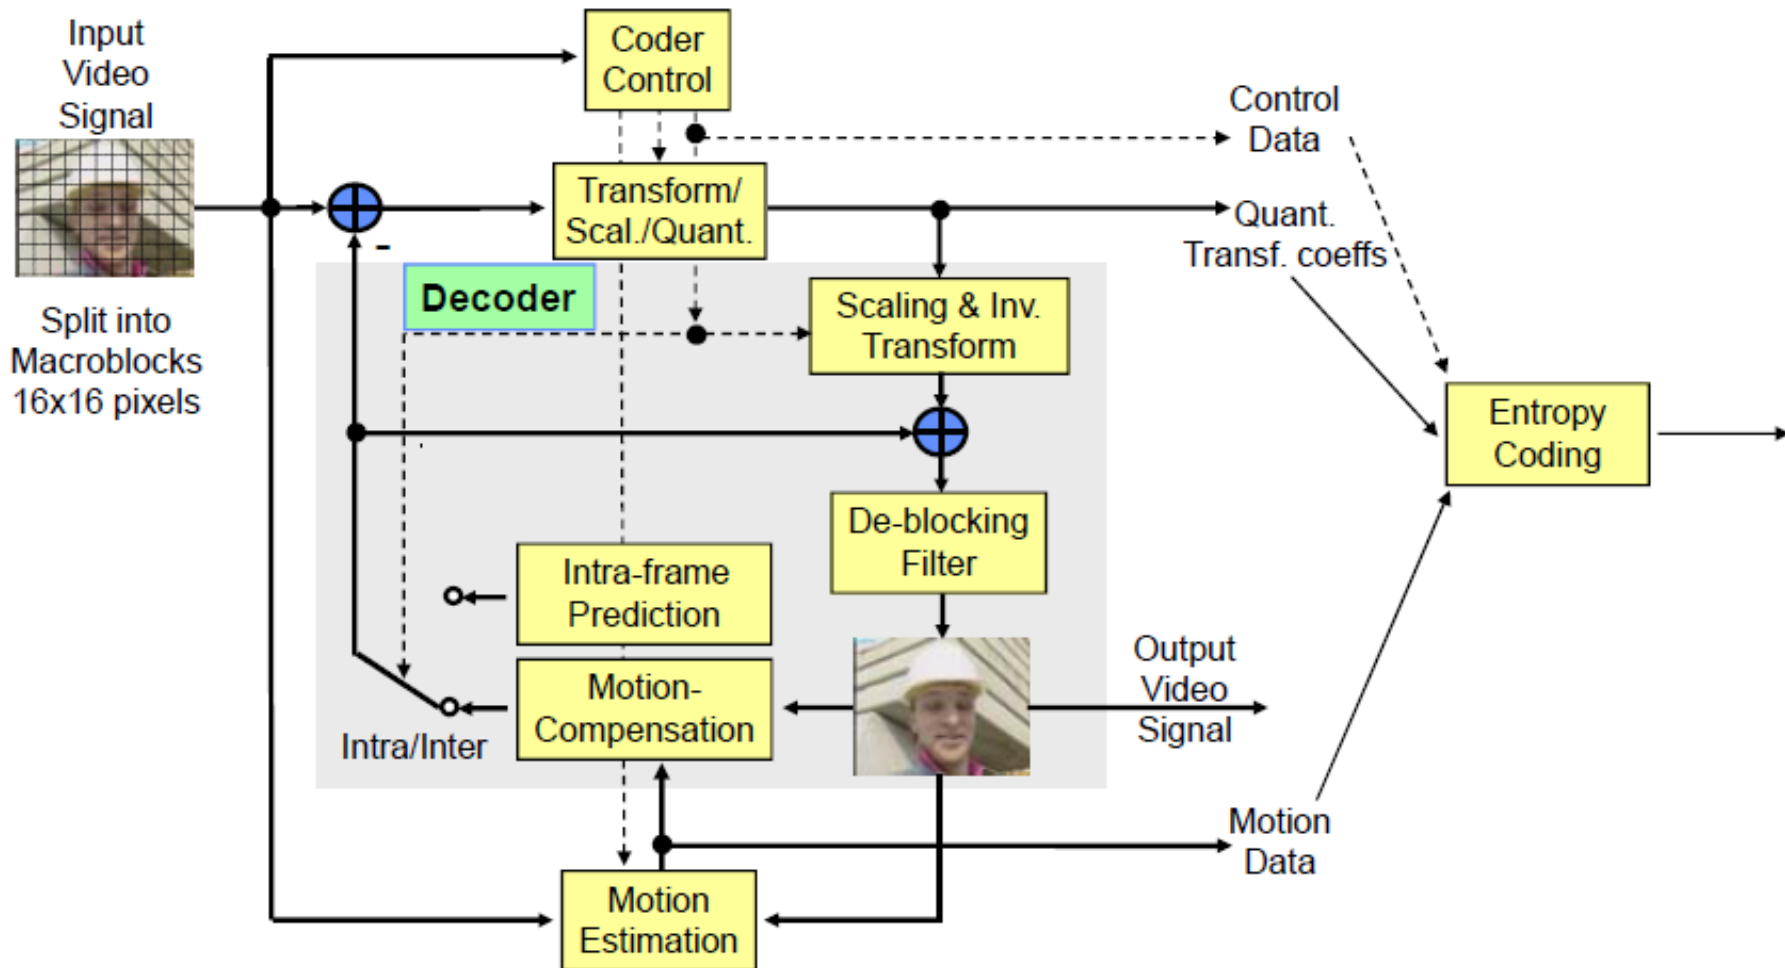 Input
Video
Signal
Split into
Macroblocks
16x16 pixels
Coder
Control
Transform/
Scal./Quant.
Control
Data
Quant.
Transf. coeffs
-
Decoder
Scaling & Inv.
Transform
Entropy
Coding
De-blocking
Filter
Intra-frame
Prediction
Motion-
Compensation
Intra/Inter
Output
Video
Signal
Motion
Data
Motion
Estimation